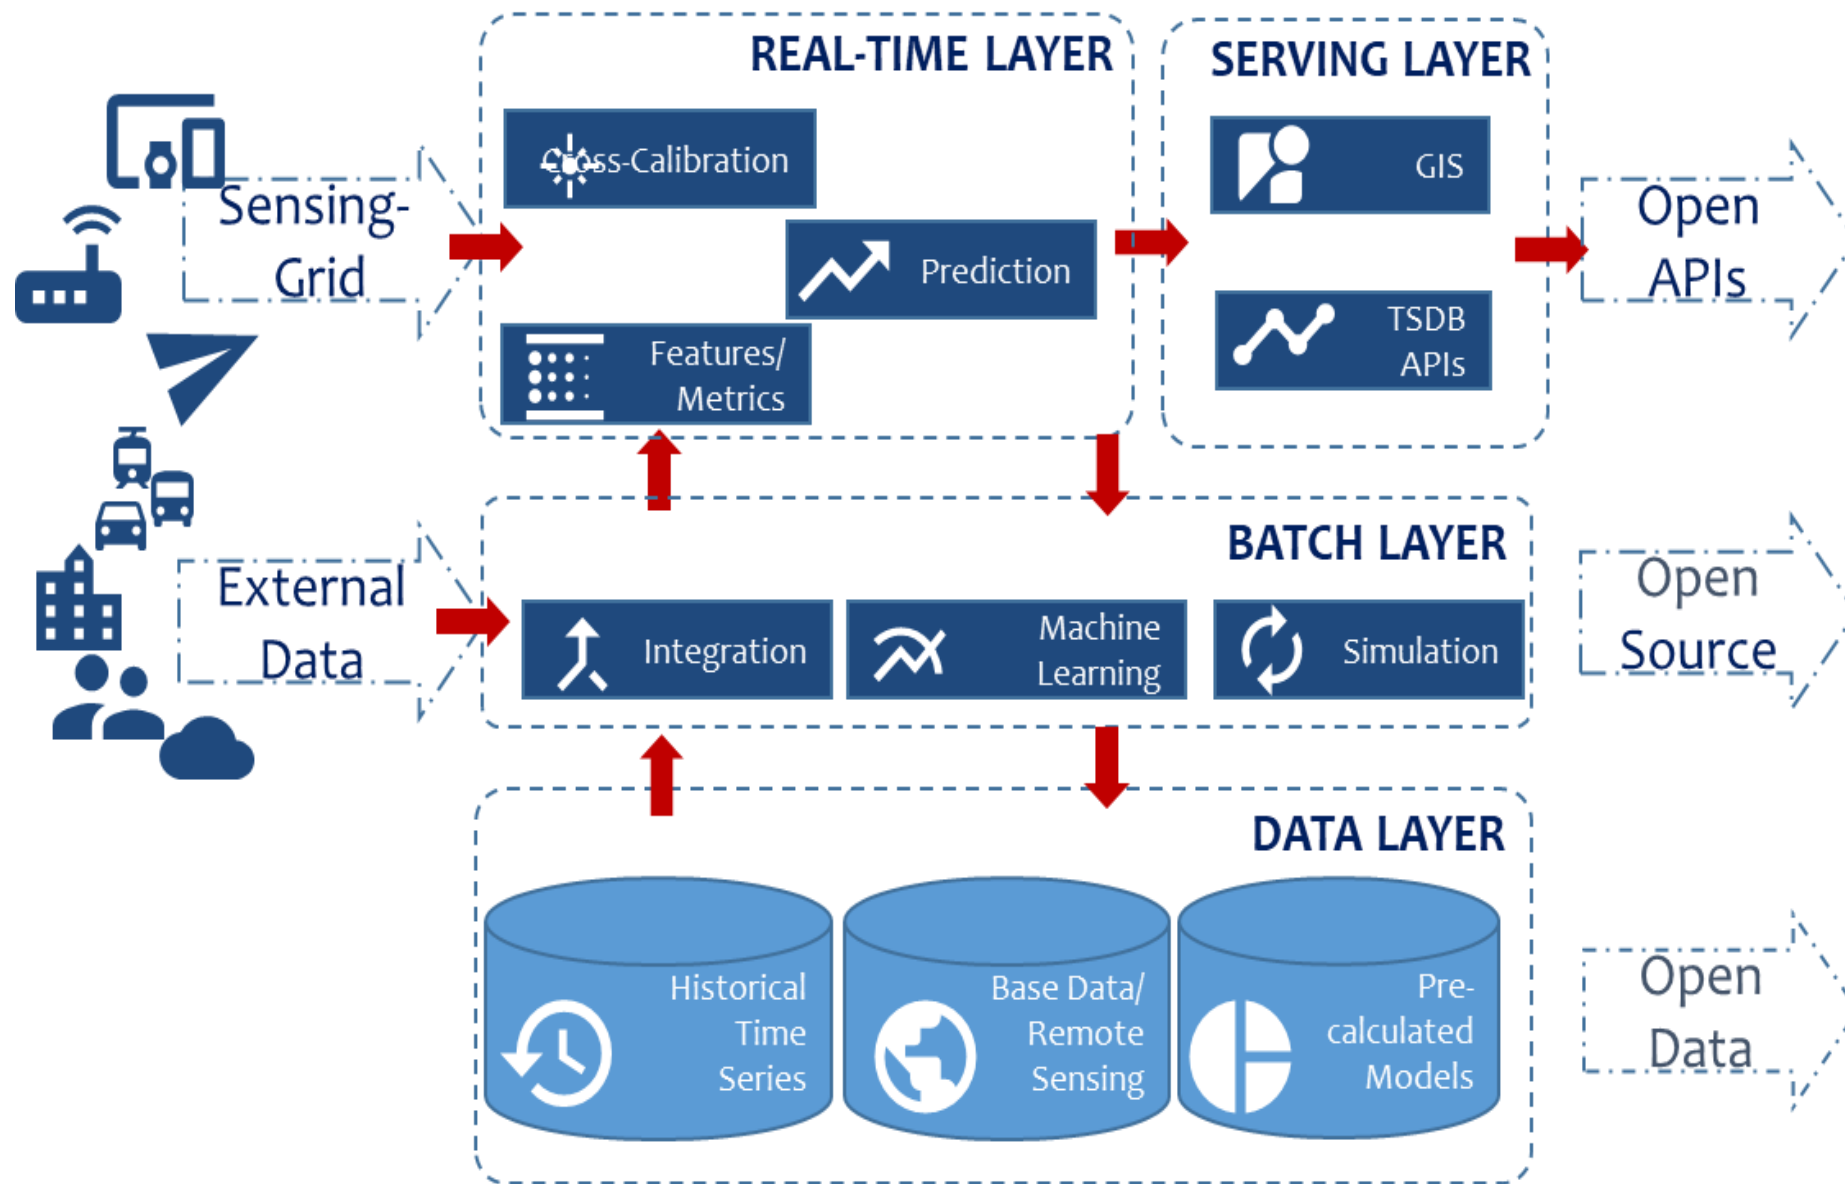 REAL-TIME LAYER
SERVING LAYER
Cross-Calibration
GIS
Sensing-
Grid
Open
APIs
Prediction
TSDB
APIs
Features/
Metrics
BATCH LAYER
External
Data
Integration
Machine
Learning
Simulation
Open
Source
DATA LAYER
Historical
Time
Series
Base Data/
Remote
Sensing
Pre-
calculated
Models
Open
Data